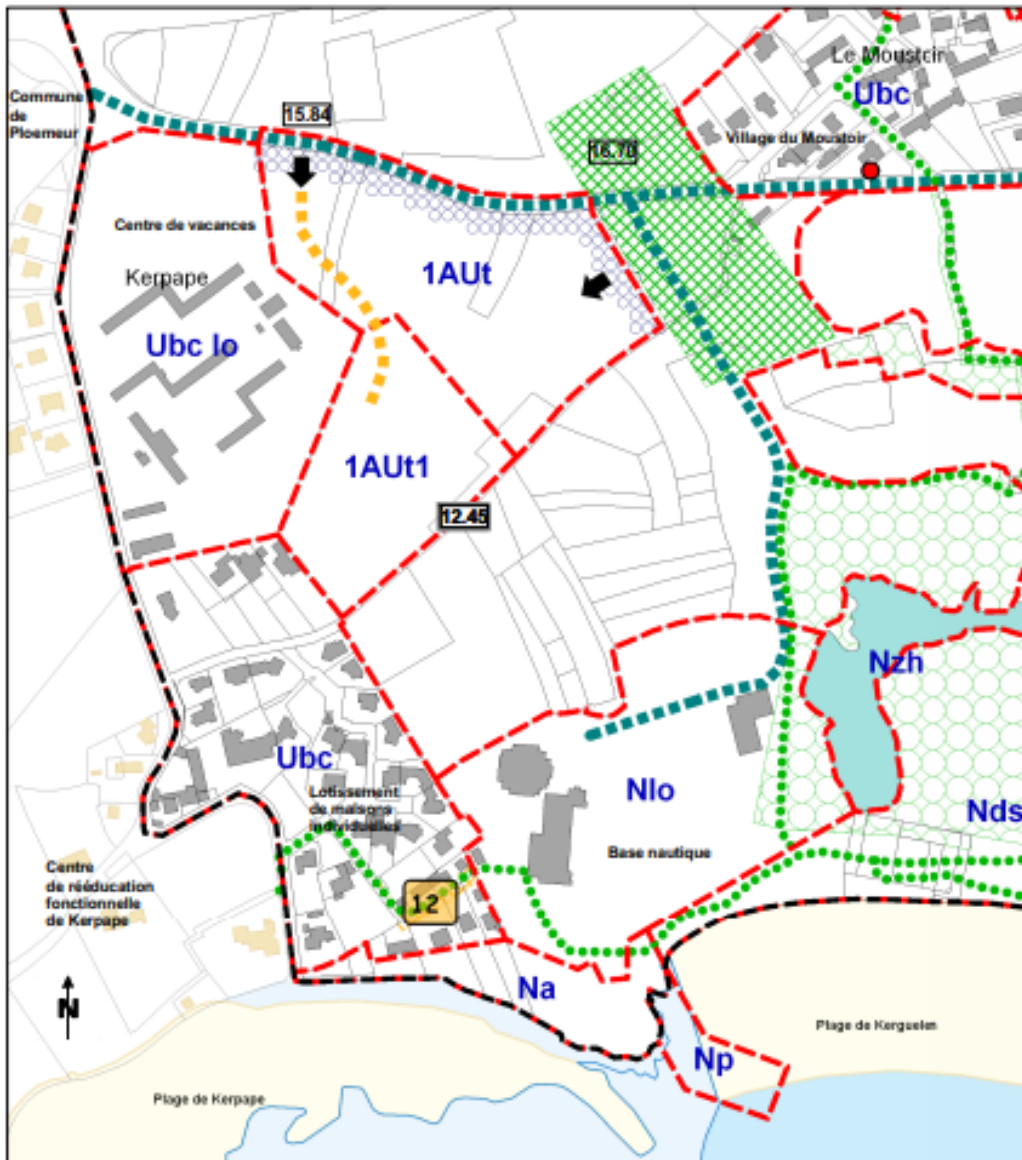 Le Moustoir
Ubc
Commune
de
Ploemeur
15.84
Village du Moustoir
16.70
Centre de vacances
1AUt
Kerpape
Ubc lo
1AUt1
12.45
Nzh
Ubc
Nlo
Lotissement
de maisons
individuelles
Nds
Base nautique
Centre
de rééducation
fonctionnelle
de Kerpape
12
N
Na
Plage de Kerguelen
Np
Plage de Kerpape